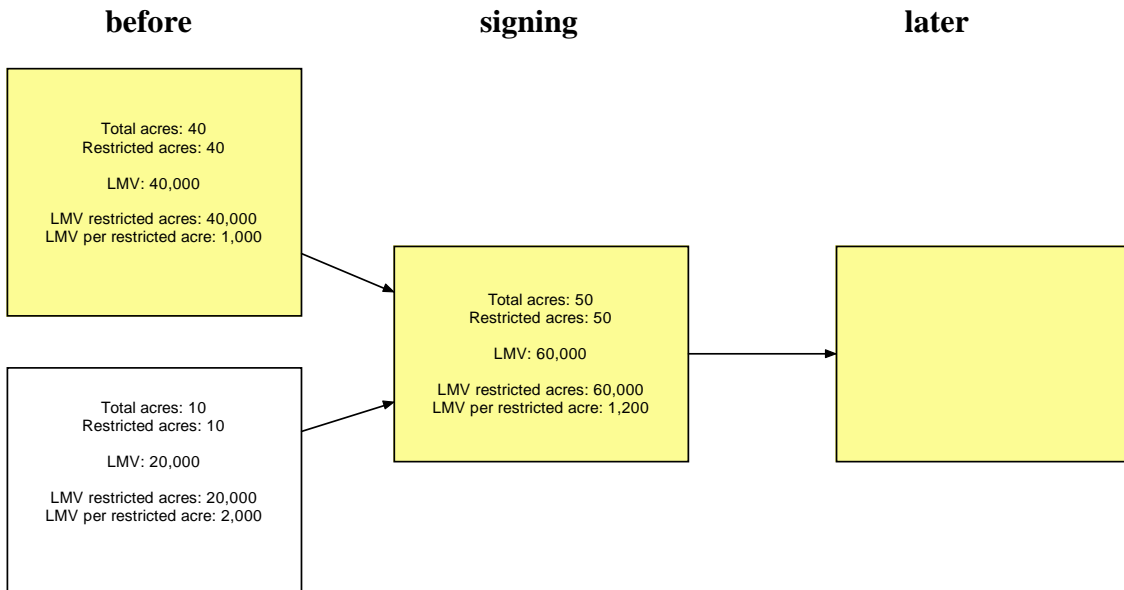 before
signing
later
Total acres: 40
Restricted acres: 40
LMV: 40,000
LMV restricted acres: 40,000
LMV per restricted acre: 1,000
Total acres: 10
Restricted acres: 10
LMV: 20,000
LMV restricted acres: 20,000
LMV per restricted acre: 2,000
Total acres: 50
Restricted acres: 50
LMV: 60,000
LMV restricted acres: 60,000
LMV per restricted acre: 1,200